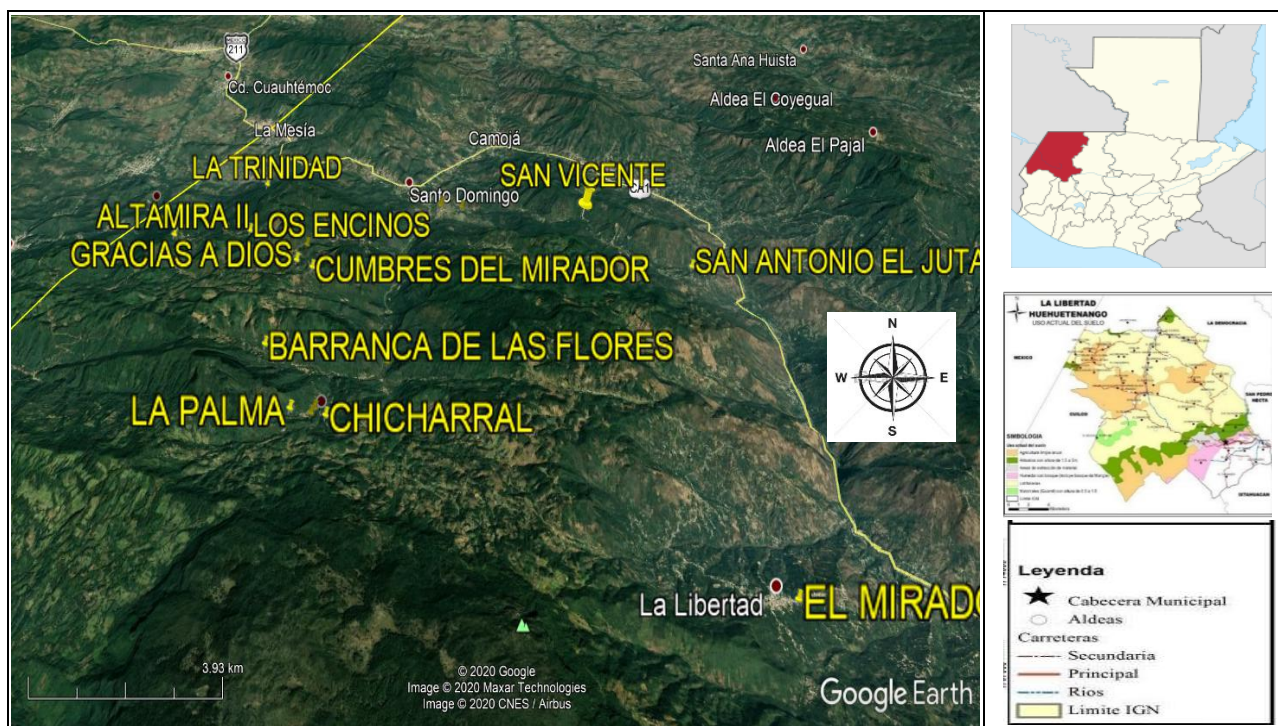 211
Cd. Cuauhtémoc
Santa Ana Huista
Aldea El Coyegual
La Mesía
Camojá
Aldea El Pajal
LA TRINIDAD
SAN VICENTE
CA1
Santo Domingo
ALTAMIRA II
LOS ENCINOS
GRACIAS A DIOS
CUMBRES DEL MIRADOR
SAN ANTONIO EL JUTA
BARRANCA DE LAS FLORES
LA PALMA
CHICHARRAL
La Libertad
EL MIRADO
3.93 km
© 2020 Google
Image © 2020 Maxar Technologies
Image © 2020 CNES / Airbus
Google Earth
N
W
E
S
LA LIBERTAD
HUEHUETENANGO
USO ACTUAL DEL SUELO
LA DEMOCRACIA
MEXICO
SAN PEDRO
NECTA
SIMBOLOGIA
Leyenda
Cabecera Municipal
Aldeas
Carreteras
Secundaria
Principal
Rios
Limite IGN